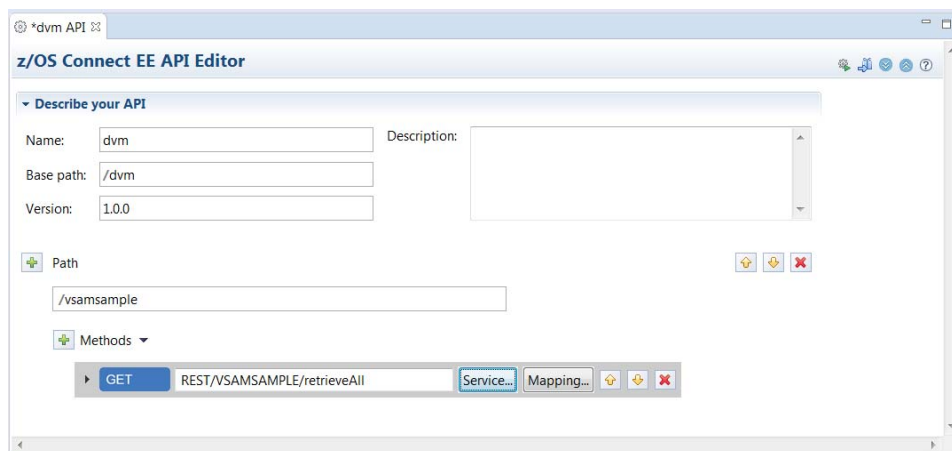 *dvm API
z/OS Connect EE API Editor
Describe your API
Name: dvm Description:
Base path: /dvm
Version: 1.0.0
Path
/vsamsample
Methods
GET REST/VSAMSAMPLE/retrieveAll Service... Mapping...